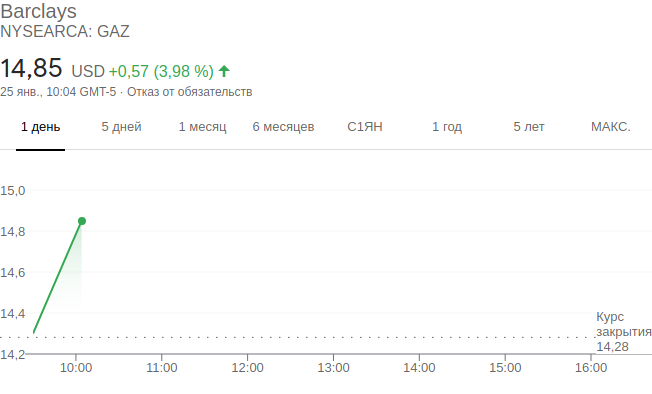 Barclays
NYSEARCA: GAZ
14,85 USD +0,57 (3,98 %)
25 янв., 10:04 GMT-5 · Отказ от обязательств
1 день 5 дней 1 месяц 6 месяцев С1ЯН 1 год 5 лет МАКС.
15,0
14,8
14,6
14,4
Курс
закрытия
14,28
14,2
10:00 11:00 12:00 13:00 14:00 15:00 16:00